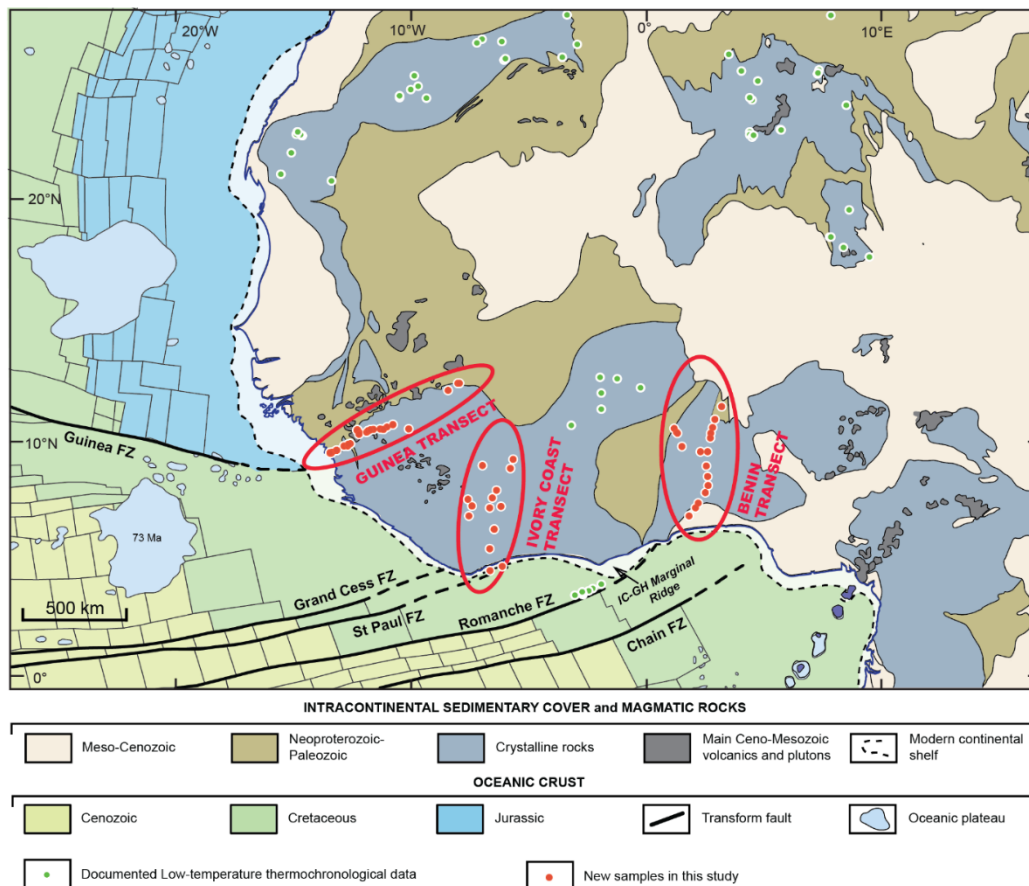 20°W
10°W
0°
10°E
20°N
10°N
Guinea FZ
GUINEA TRANSECT
IVORY COAST
TRANSECT
BENIN
TRANSECT
73 Ma
500 km
Grand Cess FZ
St Paul FZ
Romanche FZ
IC-GH Marginal
Ridge
Chain FZ
0°
INTRACONTINENTAL SEDIMENTARY COVER and MAGMATIC ROCKS
Meso-Cenozoic
Neoproterozoic-
Paleozoic
Crystalline rocks
Main Ceno-Mesozoic
volcanics and plutons
Modern continental
shelf
OCEANIC CRUST
Cenozoic
Cretaceous
Jurassic
Transform fault
Oceanic plateau
Documented Low-temperature thermochronological data
New samples in this study